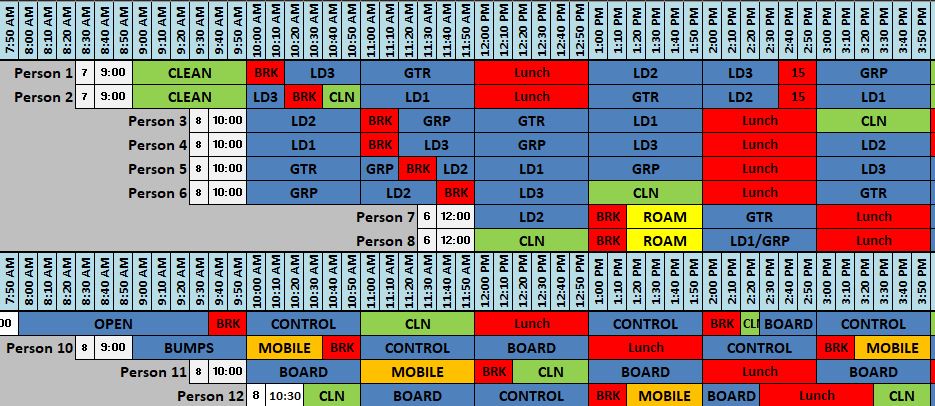 7:50 AM 8:00 AM 8:10 AM 8:20 AM 8:30 AM 8:40 AM 8:50 AM 9:00 AM 9:10 AM 9:20 AM 9:30 AM 9:40 AM 9:50 AM 10:00 AM 10:10 AM 10:20 AM 10:30 AM 10:40 AM 10:50 AM 11:00 AM 11:10 AM 11:20 AM 11:30 AM 11:40 AM 11:50 AM 12:00 PM 12:10 PM 12:20 PM 12:30 PM 12:40 PM 12:50 PM 1:00 PM 1:10 PM 1:20 PM 1:30 PM 1:40 PM 1:50 PM 2:00 PM 2:10 PM 2:20 PM 2:30 PM 2:40 PM 2:50 PM 3:00 PM 3:10 PM 3:20 PM 3:30 PM 3:40 PM 3:50 PM
Person 1 7 9:00 CLEAN BRK LD3 GTR Lunch LD2 LD3 15 GRP
Person 2 7 9:00 CLEAN LD3 BRK CLN LD1 Lunch GTR LD2 15 LD1
Person 3 8 10:00 LD2 BRK GRP GTR LD1 Lunch CLN
Person 4 8 10:00 LD1 BRK LD3 GRP LD3 Lunch LD2
Person 5 8 10:00 GTR GRP BRK LD2 LD1 GRP Lunch LD3
Person 6 8 10:00 GRP LD2 BRK LD3 CLN Lunch GTR
Person 7 6 12:00 LD2 BRK ROAM GTR Lunch
Person 8 6 12:00 CLN BRK ROAM LD1/GRP Lunch
7:50 AM 8:00 AM 8:10 AM 8:20 AM 8:30 AM 8:40 AM 8:50 AM 9:00 AM 9:10 AM 9:20 AM 9:30 AM 9:40 AM 9:50 AM 10:00 AM 10:10 AM 10:20 AM 10:30 AM 10:40 AM 10:50 AM 11:00 AM 11:10 AM 11:20 AM 11:30 AM 11:40 AM 11:50 AM 12:00 PM 12:10 PM 12:20 PM 12:30 PM 12:40 PM 12:50 PM 1:00 PM 1:10 PM 1:20 PM 1:30 PM 1:40 PM 1:50 PM 2:00 PM 2:10 PM 2:20 PM 2:30 PM 2:40 PM 2:50 PM 3:00 PM 3:10 PM 3:20 PM 3:30 PM 3:40 PM 3:50 PM
00 OPEN BRK CONTROL CLN Lunch CONTROL BRK CLN BOARD CONTROL
Person 10 8 9:00 BUMPS MOBILE BRK CONTROL BOARD Lunch CONTROL BRK MOBILE
Person 11 8 10:00 BOARD MOBILE BRK CLN BOARD Lunch BOARD
Person 12 8 10:30 CLN BOARD CONTROL BRK MOBILE BOARD Lunch CLN